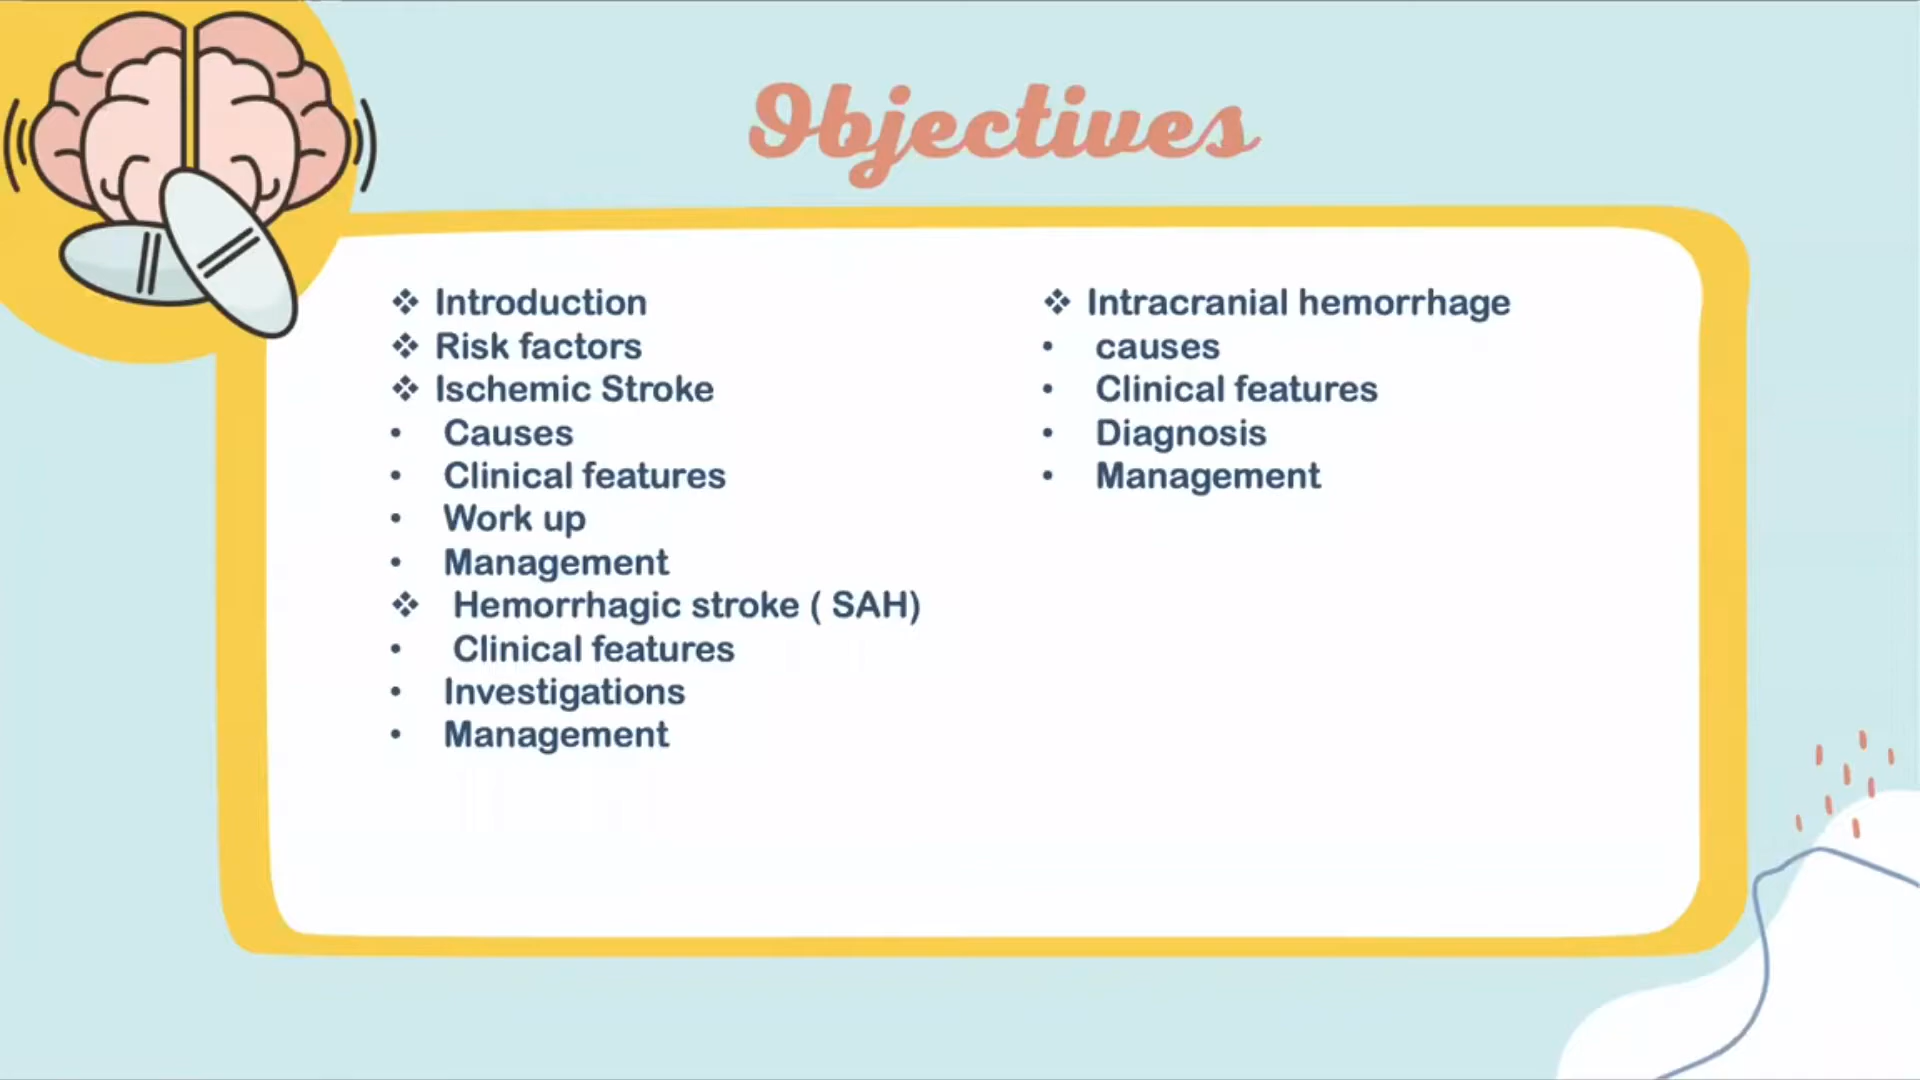 Objectives
❖ Introduction
❖ Risk factors
❖ Ischemic Stroke
• Causes
• Clinical features
• Work up
• Management
❖ Hemorrhagic stroke ( SAH)
• Clinical features
• Investigations
• Management
❖ Intracranial hemorrhage
• causes
• Clinical features
• Diagnosis
• Management